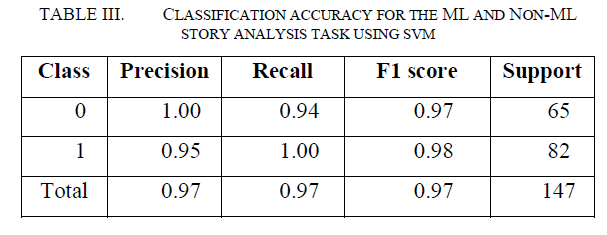 TABLE III. CLASSIFICATION ACCURACY FOR THE ML AND NON-ML
STORY ANALYSIS TASK USING SVM
Class Precision Recall F1 score Support
0 1.00 0.94 0.97 65
1 0.95 1.00 0.98 82
Total 0.97 0.97 0.97 147